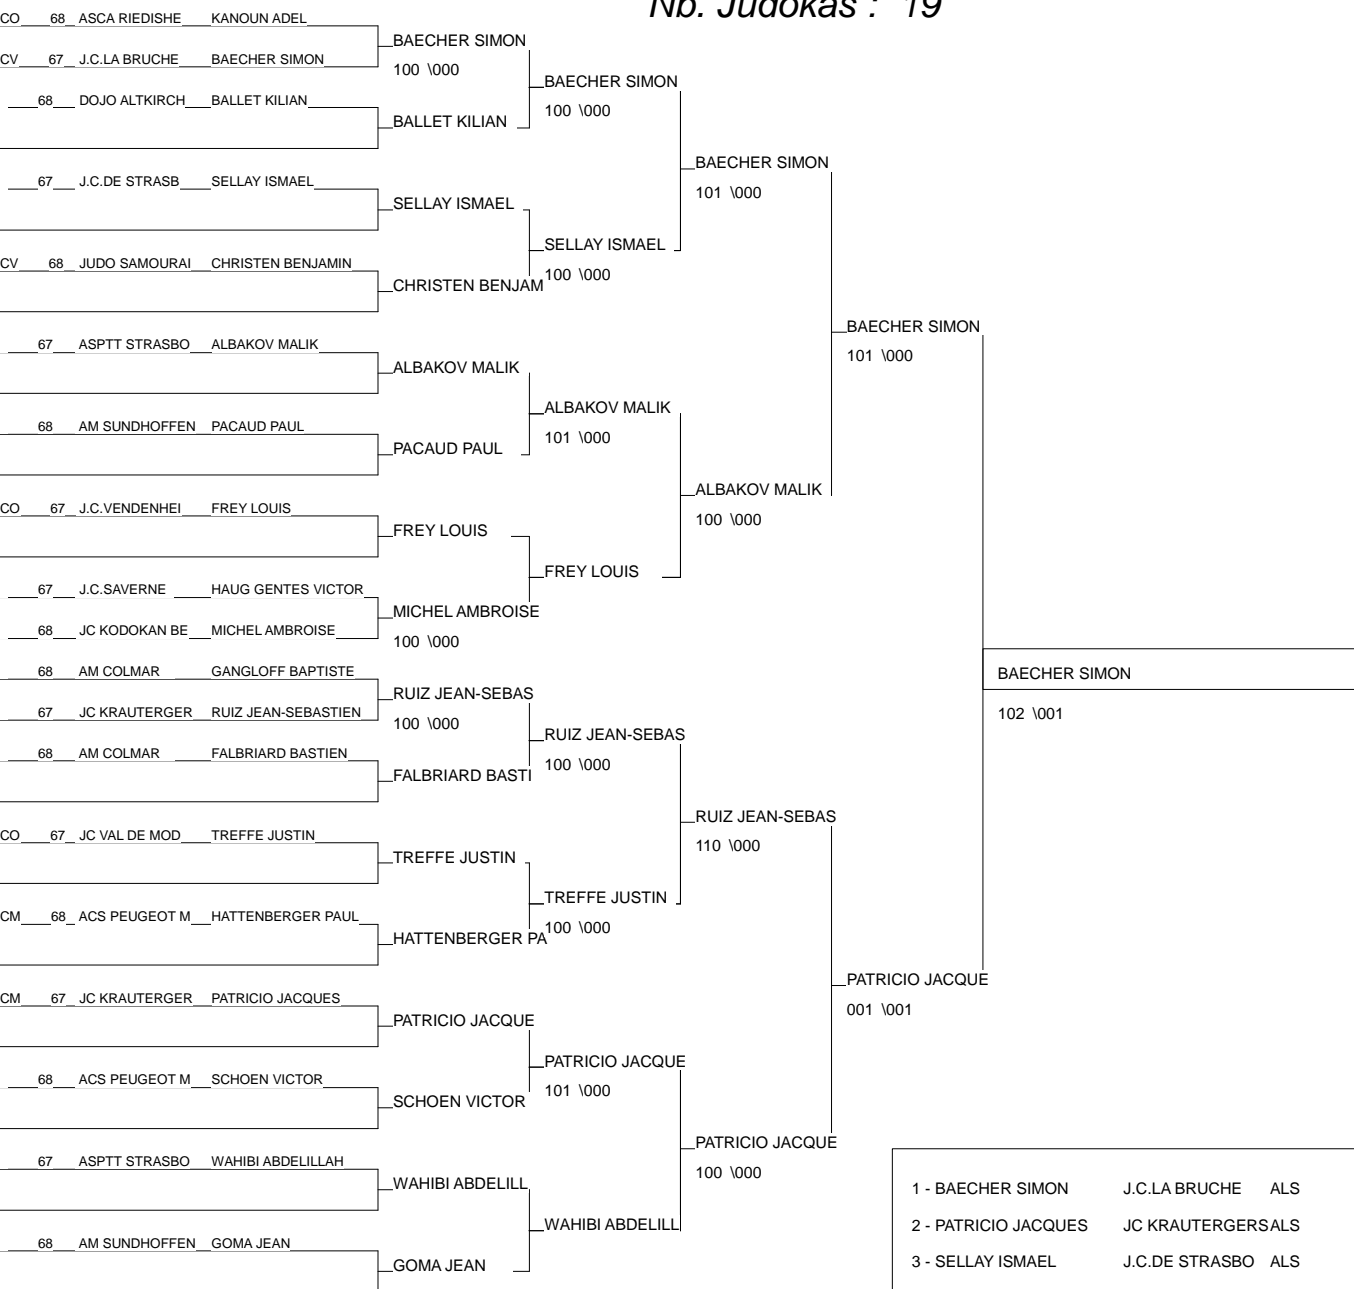 Nb. Judokas : 19
CO 68 ASCA RIEDISHE KANOUN ADEL
BAECHER SIMON
CV 67 J.C.LA BRUCHE BAECHER SIMON
100 \000
BAECHER SIMON
68 DOJO ALTKIRCH BALLET KILIAN
100 \000
BALLET KILIAN
BAECHER SIMON
67 J.C.DE STRASB SELLAY ISMAEL
101 \000
SELLAY ISMAEL
SELLAY ISMAEL
CV 68 JUDO SAMOURAI CHRISTEN BENJAMIN
100 \000
CHRISTEN BENJAM
BAECHER SIMON
67 ASPTT STRASBO ALBAKOV MALIK
101 \000
ALBAKOV MALIK
ALBAKOV MALIK
68 AM SUNDHOFFEN PACAUD PAUL
101 \000
PACAUD PAUL
ALBAKOV MALIK
CO 67 J.C.VENDENHEI FREY LOUIS
100 \000
FREY LOUIS
FREY LOUIS
67 J.C.SAVERNE HAUG GENTES VICTOR
MICHEL AMBROISE
68 JC KODOKAN BE MICHEL AMBROISE
100 \000
68 AM COLMAR GANGLOFF BAPTISTE
BAECHER SIMON
RUIZ JEAN-SEBAS
67 JC KRAUTERGER RUIZ JEAN-SEBASTIEN
102 \001
100 \000
RUIZ JEAN-SEBAS
68 AM COLMAR FALBRIARD BASTIEN
100 \000
FALBRIARD BASTI
RUIZ JEAN-SEBAS
CO 67 JC VAL DE MOD TREFFE JUSTIN
110 \000
TREFFE JUSTIN
TREFFE JUSTIN
CM 68 ACS PEUGEOT M HATTENBERGER PAUL
100 \000
HATTENBERGER PA
PATRICIO JACQUE
CM 67 JC KRAUTERGER PATRICIO JACQUES
001 \001
PATRICIO JACQUE
PATRICIO JACQUE
68 ACS PEUGEOT M SCHOEN VICTOR
101 \000
SCHOEN VICTOR
PATRICIO JACQUE
67 ASPTT STRASBO WAHIBI ABDELILLAH
100 \000
WAHIBI ABDELILL
WAHIBI ABDELILL
68 AM SUNDHOFFEN GOMA JEAN
GOMA JEAN
1 - BAECHER SIMON J.C.LA BRUCHE ALS
2 - PATRICIO JACQUES JC KRAUTERGERS ALS
3 - SELLAY ISMAEL J.C.DE STRASBO ALS